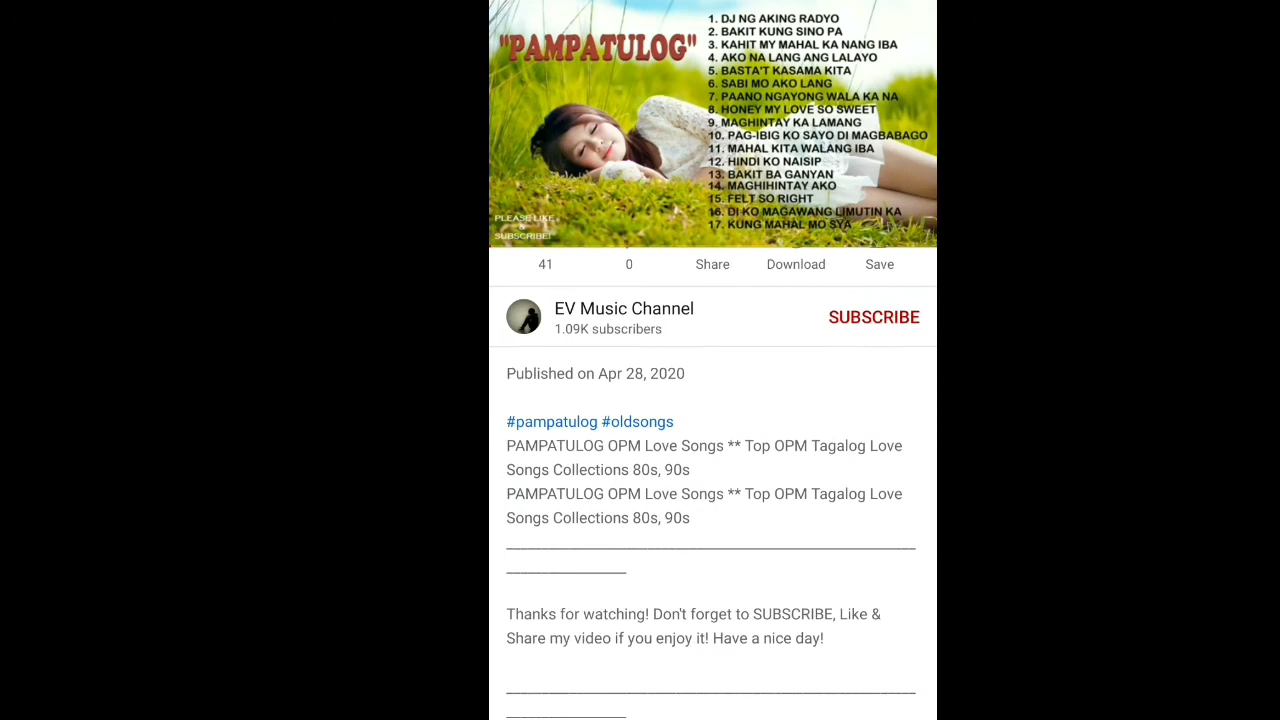 "PAMPATULOG"
1. DJ NG AKING RADYO
2. BAKIT KUNG SINO PA
3. KAHIT MY MAHAL KA NANG IBA
4. AKO NA LANG ANG LALAYO
5. BASTA'T KASAMA KITA
6. SABI MO AKO LANG
7. PAANO NGAYONG WALA KA NA
8. HONEY MY LOVE SO SWEET
9. MAGHINTAY KA LAMANG
10. PAG-IBIG KO SAYO DI MAGBABAGO
11. MAHAL KITA WALANG IBA
12. HINDI KO NAISIP
13. BAKIT BA GANYAN
14. MAGHIHINTAY AKO
15. FELT SO RIGHT
16. DI KO MAGAWANG LIMUTIN KA
17. KUNG MAHAL MO SYA
PLEASE LIKE
&
SUBSCRIBE!
41 0 Share Download Save
EV Music Channel
1.09K subscribers
SUBSCRIBE
Published on Apr 28, 2020
#pampatulog #oldsongs
PAMPATULOG OPM Love Songs ** Top OPM Tagalog Love
Songs Collections 80s, 90s
PAMPATULOG OPM Love Songs ** Top OPM Tagalog Love
Songs Collections 80s, 90s
Thanks for watching! Don't forget to SUBSCRIBE, Like &
Share my video if you enjoy it! Have a nice day!